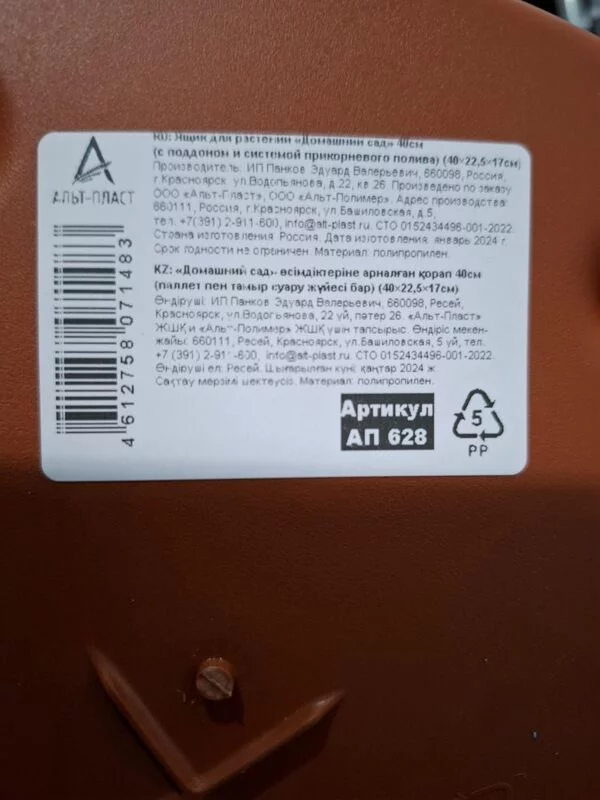 АЛЬТ-ПЛАСТ
4 612758 071483
RU: Ящик для растений «Домашний сад» 40см
(с поддоном и системой прикорневого полива) (40×22,5×17см)
Производитель: ИП Панков Эдуард Валерьевич, 660098, Россия,
г.Красноярск, ул.Водопьянова, д.22, кв.26. Произведено по заказу
ООО «Альт-Пласт», ООО «Альт-Полимер». Адрес производства:
660111, Россия, г.Красноярск, ул.Башиловская, д.5,
тел. +7(391) 2-911-600, info@alt-plast.ru, СТО 0152434496-001-2022.
Страна изготовления: Россия. Дата изготовления: январь 2024 г.
Срок годности не ограничен. Материал: полипропилен.
KZ: «Домашний сад» өсімдіктеріне арналған қорап 40см
(паллет пен тамыр суару жүйесі бар) (40×22,5×17см)
Өндіруші: ИП Панков Эдуард Валерьевич, 660098, Ресей,
Красноярск, ул.Водопьянова, 22 үй, пәтер 26. «Альт-Пласт»
ЖШҚ и «Альт-Полимер» ЖШҚ үшін тапсырыс. Өндіріс мекен-
жайы: 660111, Ресей, Красноярск, ул.Башиловская, 5 үй, тел.
+7 (391) 2-911-600, info@alt-plast.ru. СТО 0152434496-001-2022.
Өндіруші ел: Ресей. Шығарылған күні: қаңтар 2024 ж.
Сақтау мерзімі шектеусіз. Материал: полипропилен.
Артикул
АП 628
5
PP